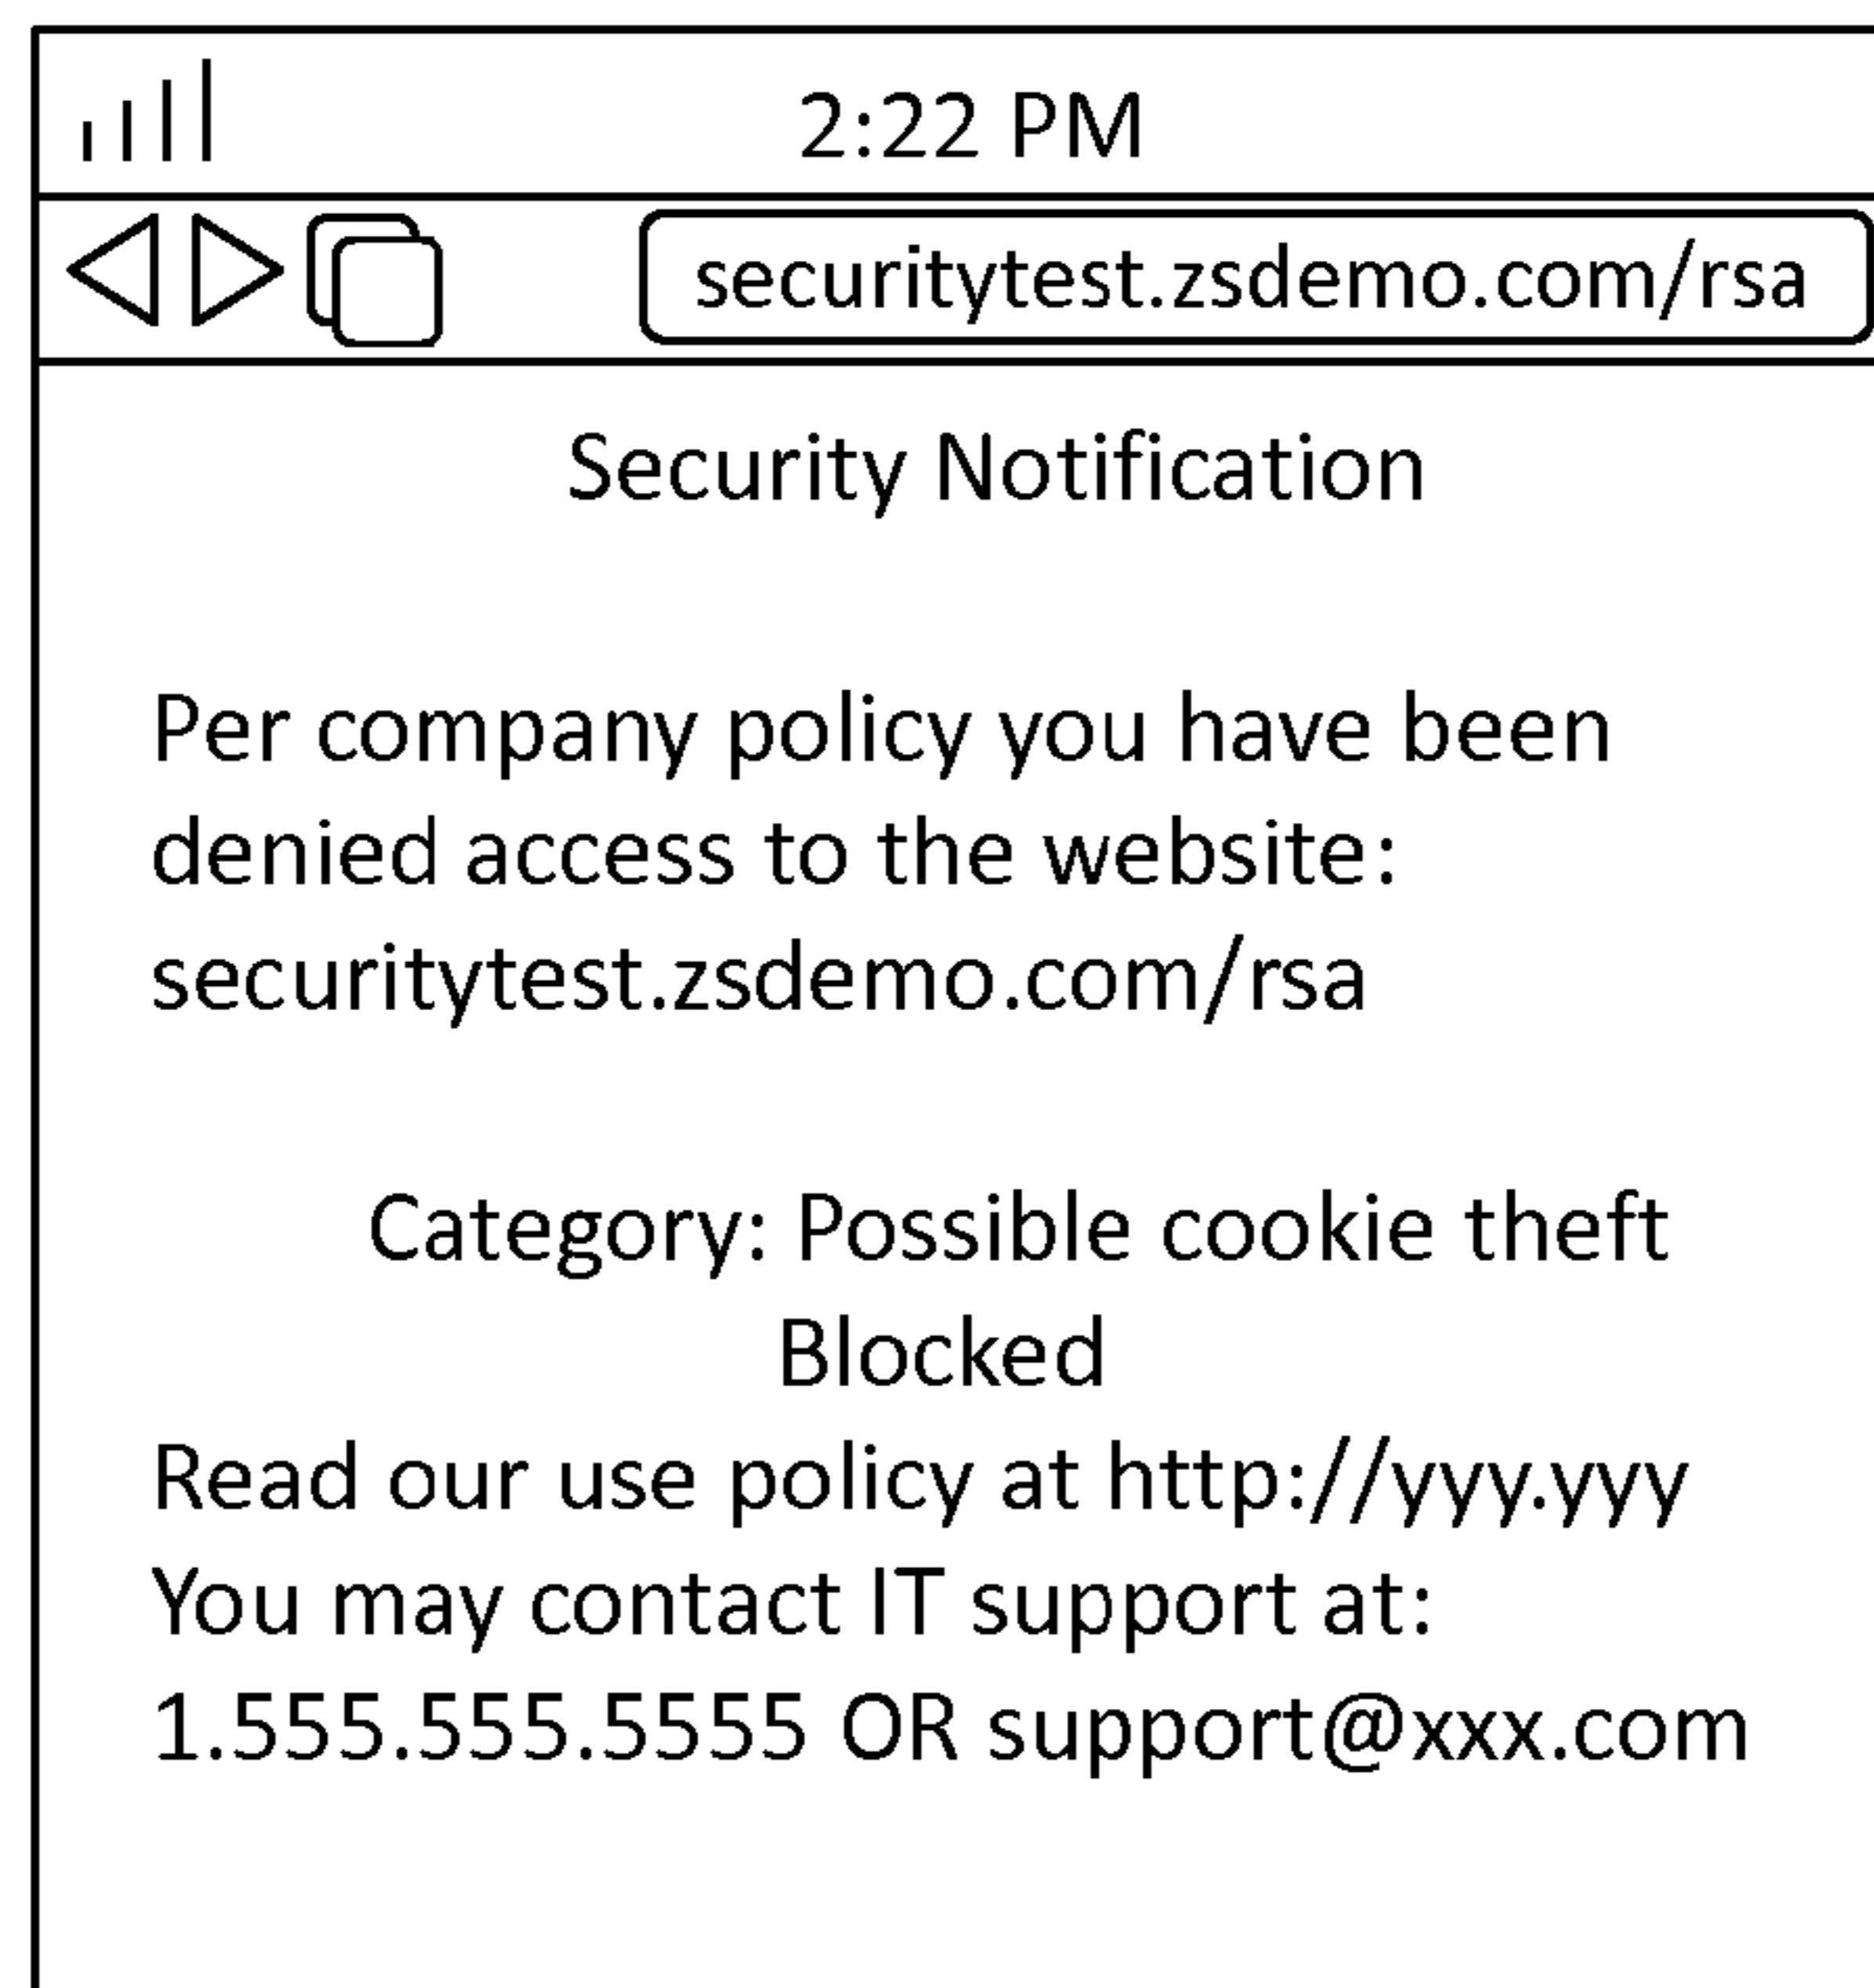 2:22 PM
securitytest.zsdemo.com/rsa
Security Notification
Per company policy you have been
denied access to the website:
securitytest.zsdemo.com/rsa
Category: Possible cookie theft
Blocked
Read our use policy at http://yyy.yyy
You may contact IT support at:
1.555.555.5555 OR support@xxx.com